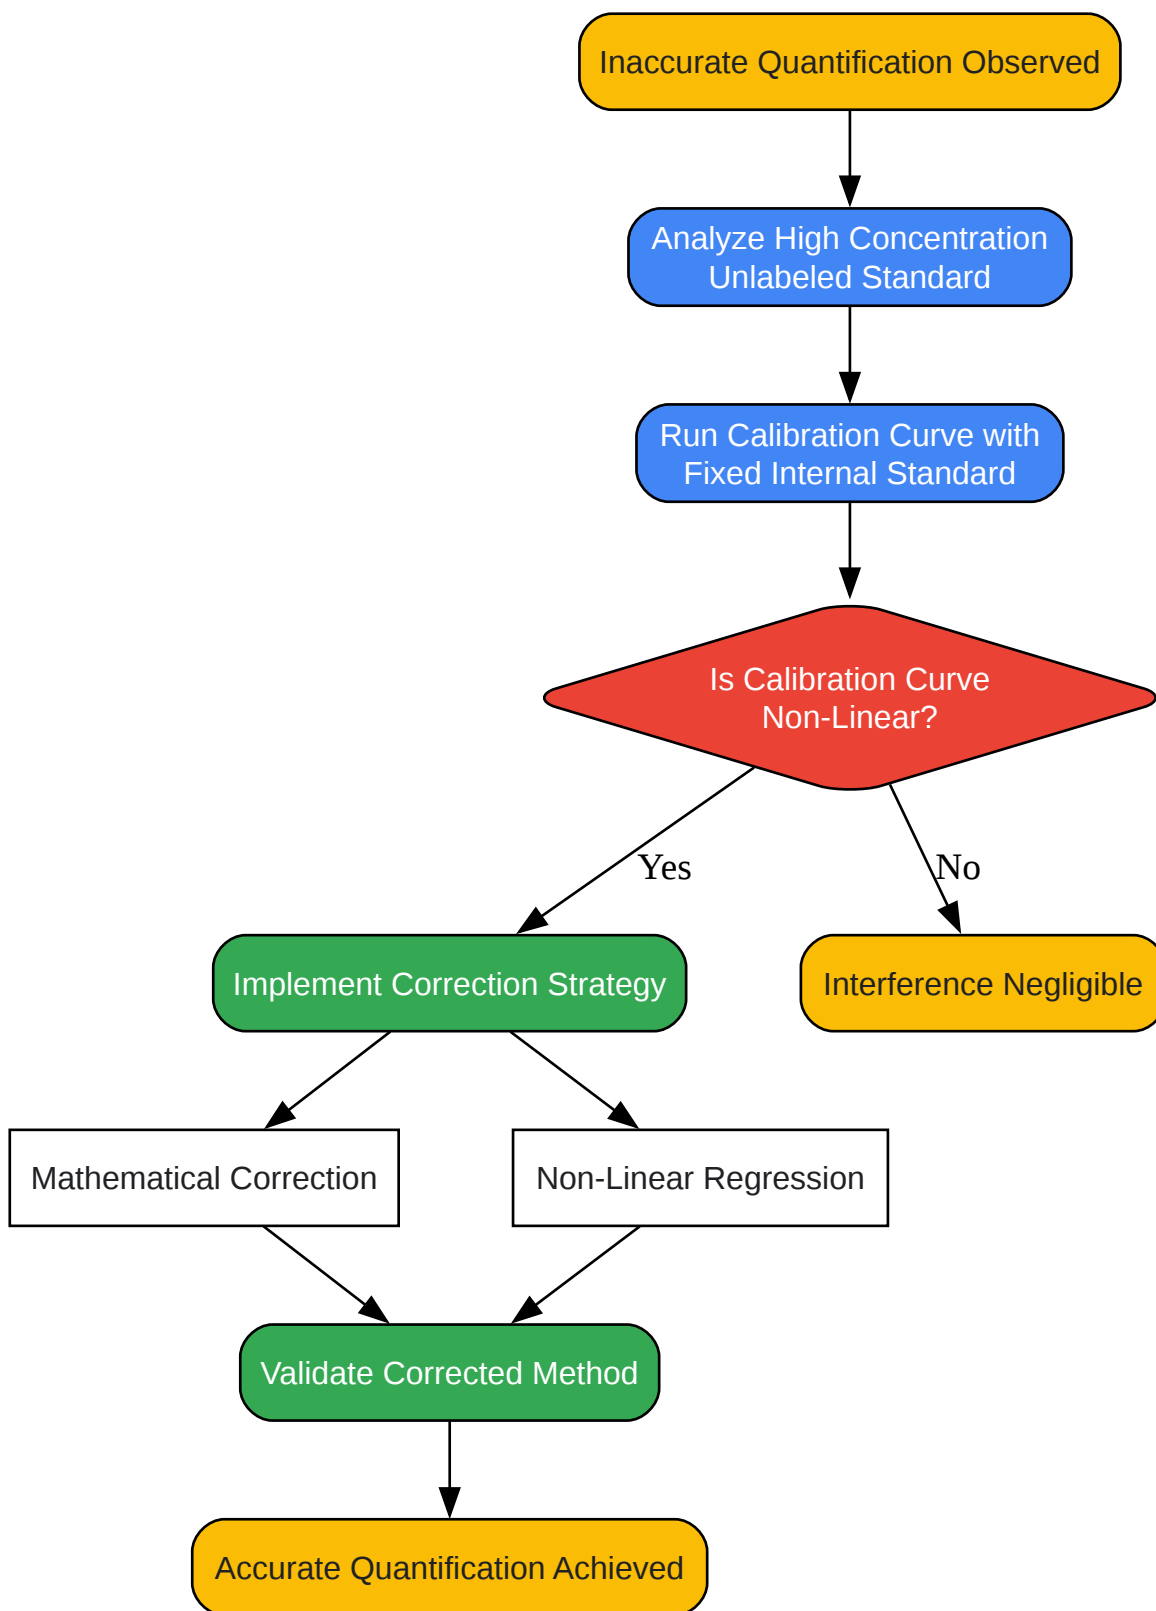 Inaccurate Quantification Observed
Analyze High Concentration
Unlabeled Standard
Run Calibration Curve with
Fixed Internal Standard
Is Calibration Curve
Non-Linear?
Yes
No
Implement Correction Strategy
Interference Negligible
Mathematical Correction
Non-Linear Regression
Validate Corrected Method
Accurate Quantification Achieved